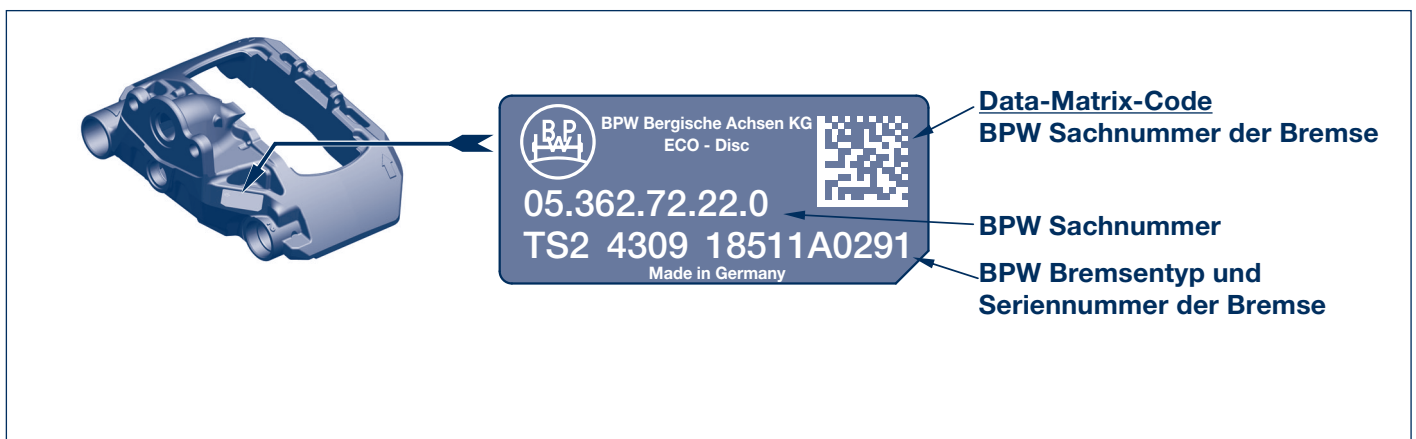 BPW
BPW Bergische Achsen KG
ECO - Disc
05.362.72.22.0
TS2 4309 18511A0291
Made in Germany
Data-Matrix-Code
BPW Sachnummer der Bremse
BPW Sachnummer
BPW Bremsentyp und
Seriennummer der Bremse